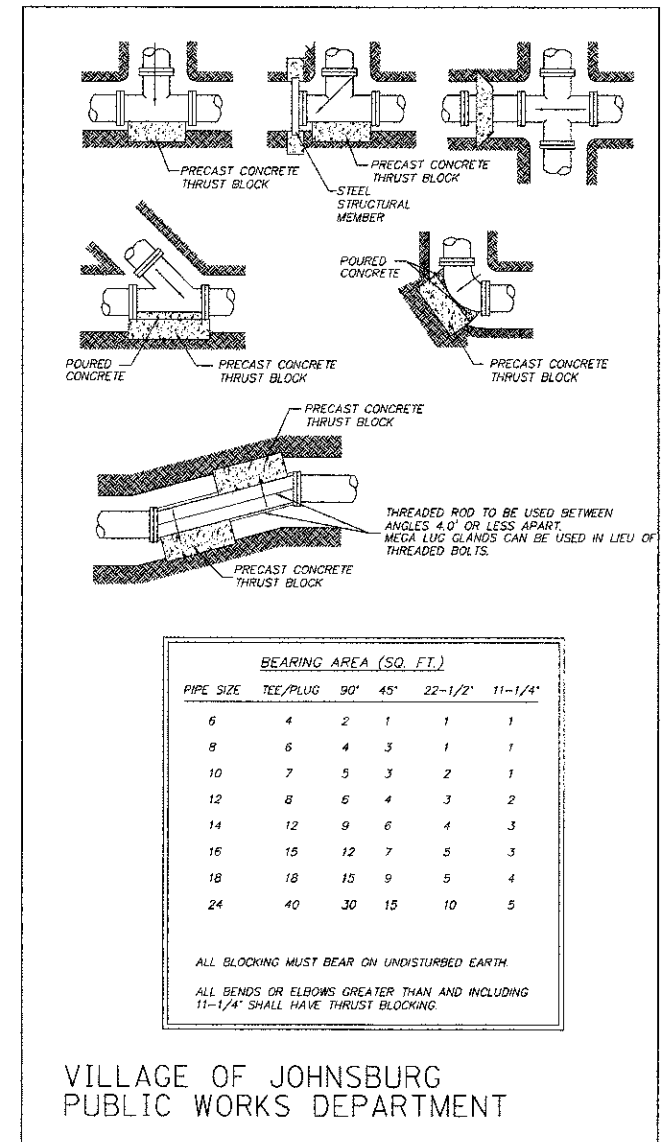 PRECAST CONCRETE
THRUST BLOCK
PRECAST CONCRETE
THRUST BLOCK
STEEL
STRUCTURAL
MEMBER
POURED
CONCRETE
POURED
CONCRETE
PRECAST CONCRETE
THRUST BLOCK
PRECAST CONCRETE
THRUST BLOCK
PRECAST CONCRETE
THRUST BLOCK
THREADED ROD TO BE USED BETWEEN
ANGLES 4.0' OR LESS APART.
MEGA LUG GLANDS CAN BE USED IN LIEU OF
THREADED BOLTS.
PRECAST CONCRETE
THRUST BLOCK
BEARING AREA (SQ. FT.)
PIPE SIZE TEE/PLUG 90° 45° 22-1/2° 11-1/4°
6 4 2 1 1 1
8 6 4 3 1 1
10 7 5 3 2 1
12 8 6 4 3 2
14 12 9 6 4 3
16 15 12 7 5 3
18 18 15 9 5 4
24 40 30 15 10 5
ALL BLOCKING MUST BEAR ON UNDISTURBED EARTH.
ALL BENDS OR ELBOWS GREATER THAN AND INCLUDING
11-1/4° SHALL HAVE THRUST BLOCKING.
VILLAGE OF JOHNSBURG
PUBLIC WORKS DEPARTMENT